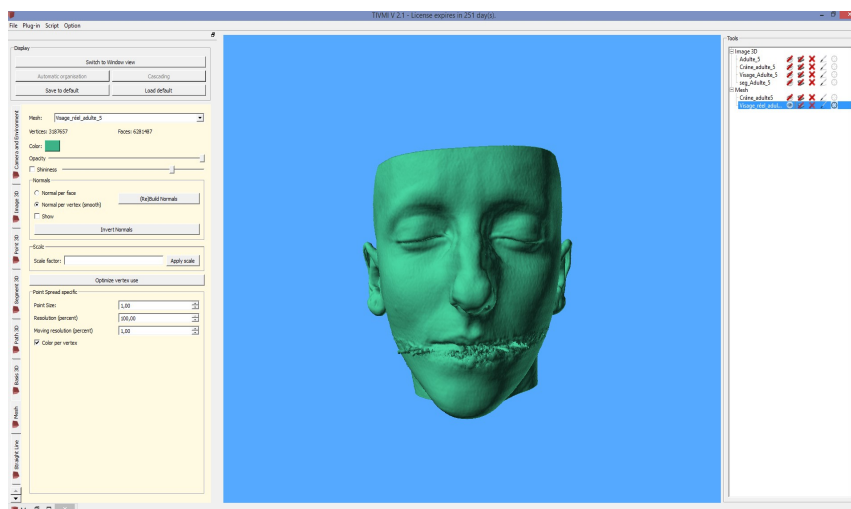 TIVMI V 2.1 - License expires in 251 day(s).
File Plug-in Script Option
Display
Switch to Window view
Automatic organisation Cascading
Save to default Load default
Camera and Environment
Image 3D
Point 3D
Segment 3D
Path 3D
Basic 3D
Mesh
Straight Line
Mesh: Visage_réel_adulte_5
Vertices: 3187657 Faces: 6281487
Color:
Opacity
Shininess
Normals
Normal per face
Normal per vertex (smooth)
(Re)Build Normals
Show
Invert Normals
Scale
Scale factor: Apply scale
Optimize vertex use
Point Spread specific
Point Size: 1,00
Resolution (percent) 100,00
Moving resolution (percent) 1,00
Color per vertex
Tools
Image 3D
Adulte_5
Crâne_adulte_5
Visage_Adulte_5
seg_Adulte_5
Mesh
Crâne_adulte5
Visage_réel_adul...